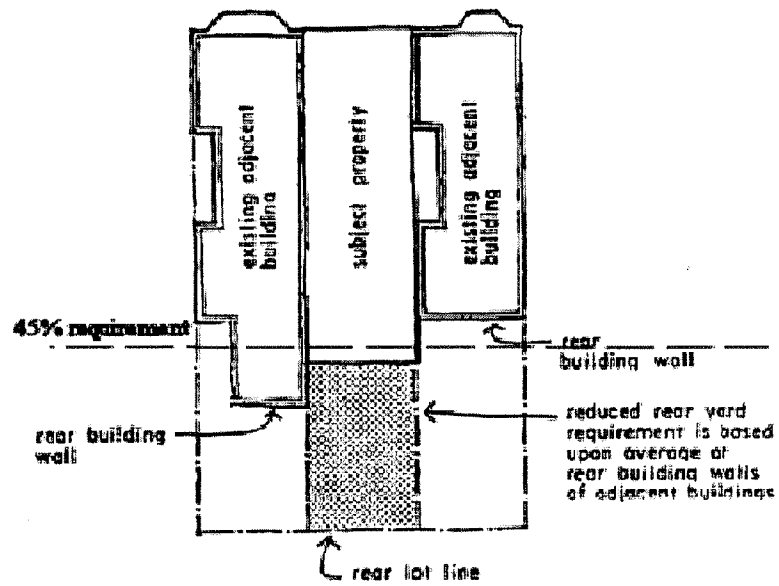 existing adjacent
building
subject property
existing adjacent
building
45% requirement
rear
building wall
rear building
wall
reduced rear yard
requirement is based
upon average of
rear building walls
of adjacent buildings
rear lot line